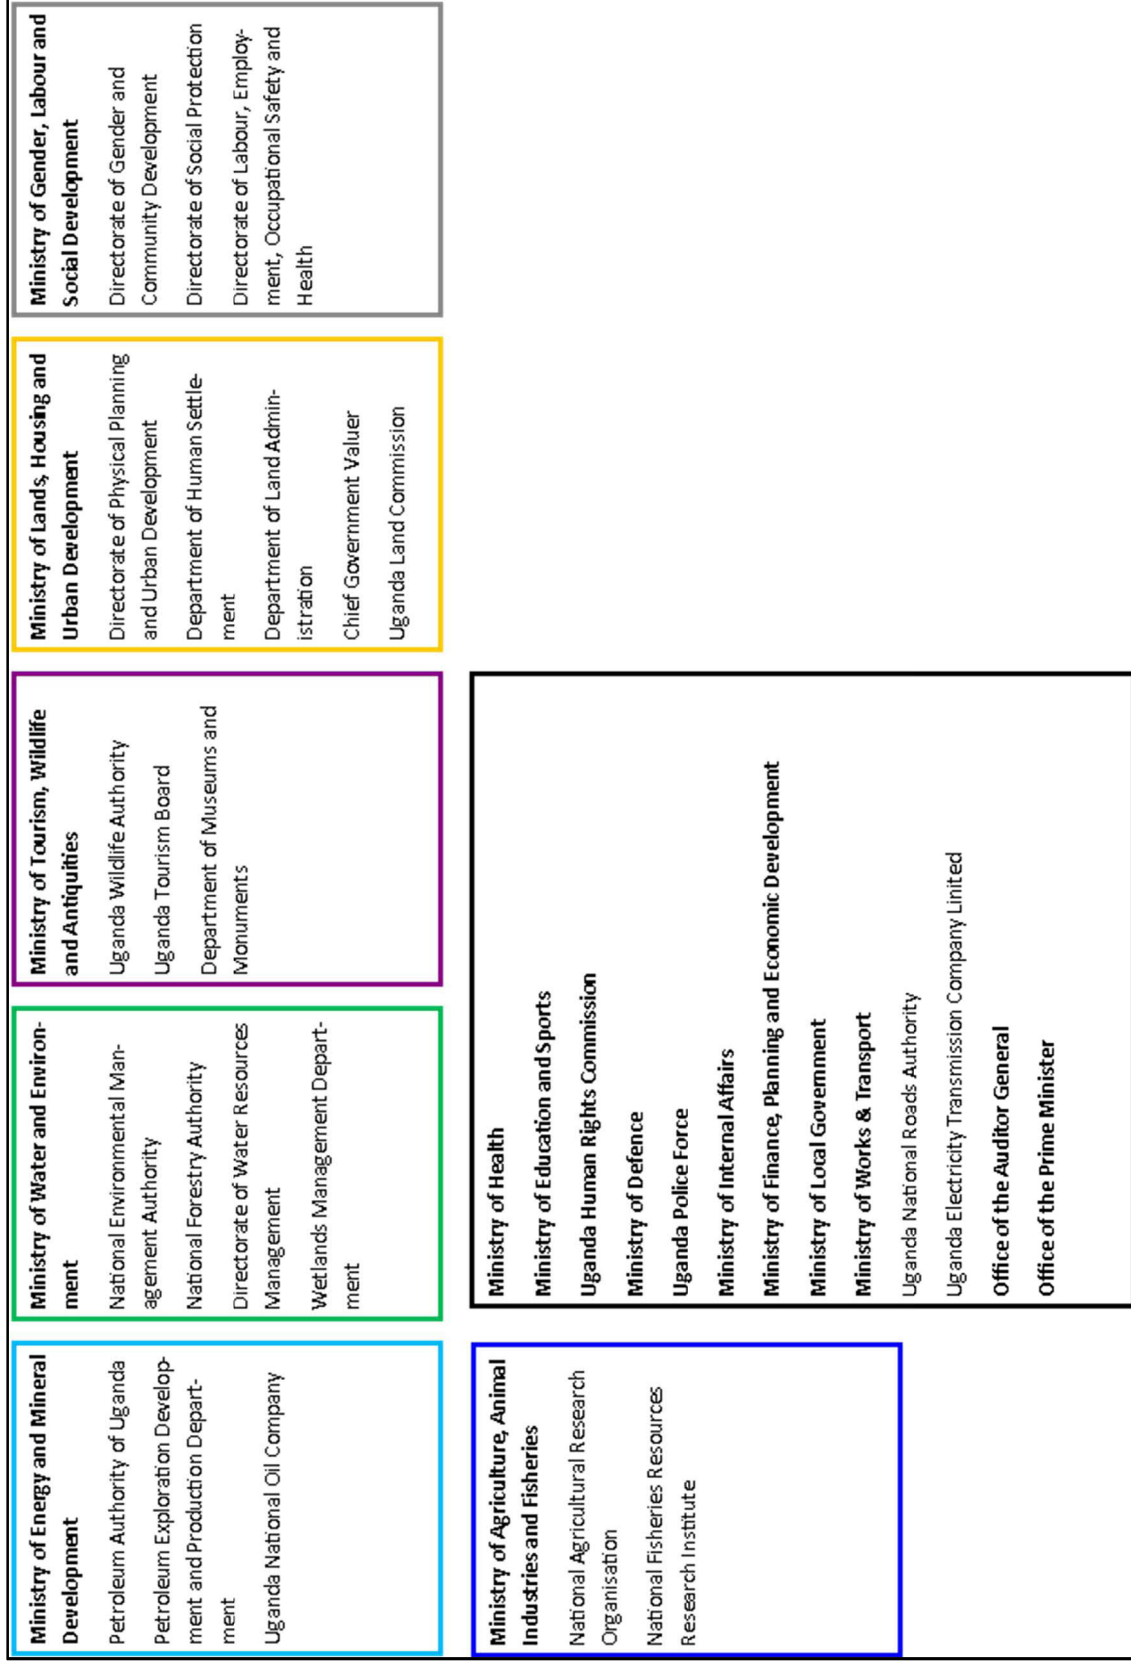 Ministry of Energy and Mineral
Development
Petroleum Authority of Uganda
Petroleum Exploration Develop-
ment and Production Depart-
ment
Uganda National Oil Company
Ministry of Water and Environ-
ment
National Environmental Man-
agement Authority
National Forestry Authority
Directorate of Water Resources
Management
Wetlands Management Depart-
ment
Ministry of Tourism, Wildlife
and Antiquities
Uganda Wildlife Authority
Uganda Tourism Board
Department of Museums and
Monuments
Ministry of Lands, Housing and
Urban Development
Directorate of Physical Planning
and Urban Development
Department of Human Settle-
ment
Department of Land Admin-
istration
Chief Government Valuer
Uganda Land Commission
Ministry of Gender, Labour and
Social Development
Directorate of Gender and
Community Development
Directorate of Social Protection
Directorate of Labour, Employ-
ment, Occupational Safety and
Health
Ministry of Agriculture, Animal
Industries and Fisheries
National Agricultural Research
Organisation
National Fisheries Resources
Research Institute
Ministry of Health
Ministry of Education and Sports
Uganda Human Rights Commission
Ministry of Defence
Uganda Police Force
Ministry of Internal Affairs
Ministry of Finance, Planning and Economic Development
Ministry of Local Government
Ministry of Works & Transport
Uganda National Roads Authority
Uganda Electricity Transmission Company Limited
Office of the Auditor General
Office of the Prime Minister